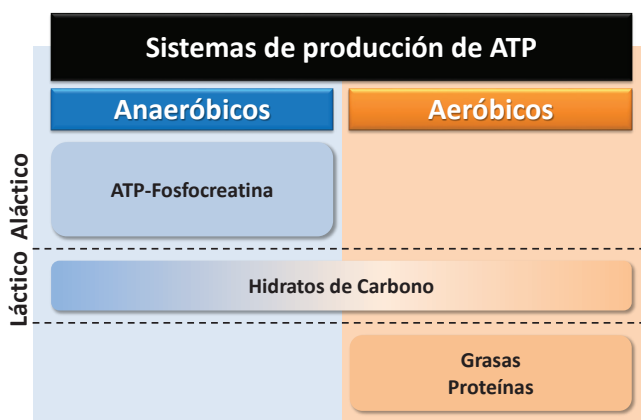 Sistemas de producción de ATP
Anaeróbicos
Aeróbicos
Aláctico
ATP-Fosfocreatina
Láctico
Hidratos de Carbono
Grasas
Proteínas